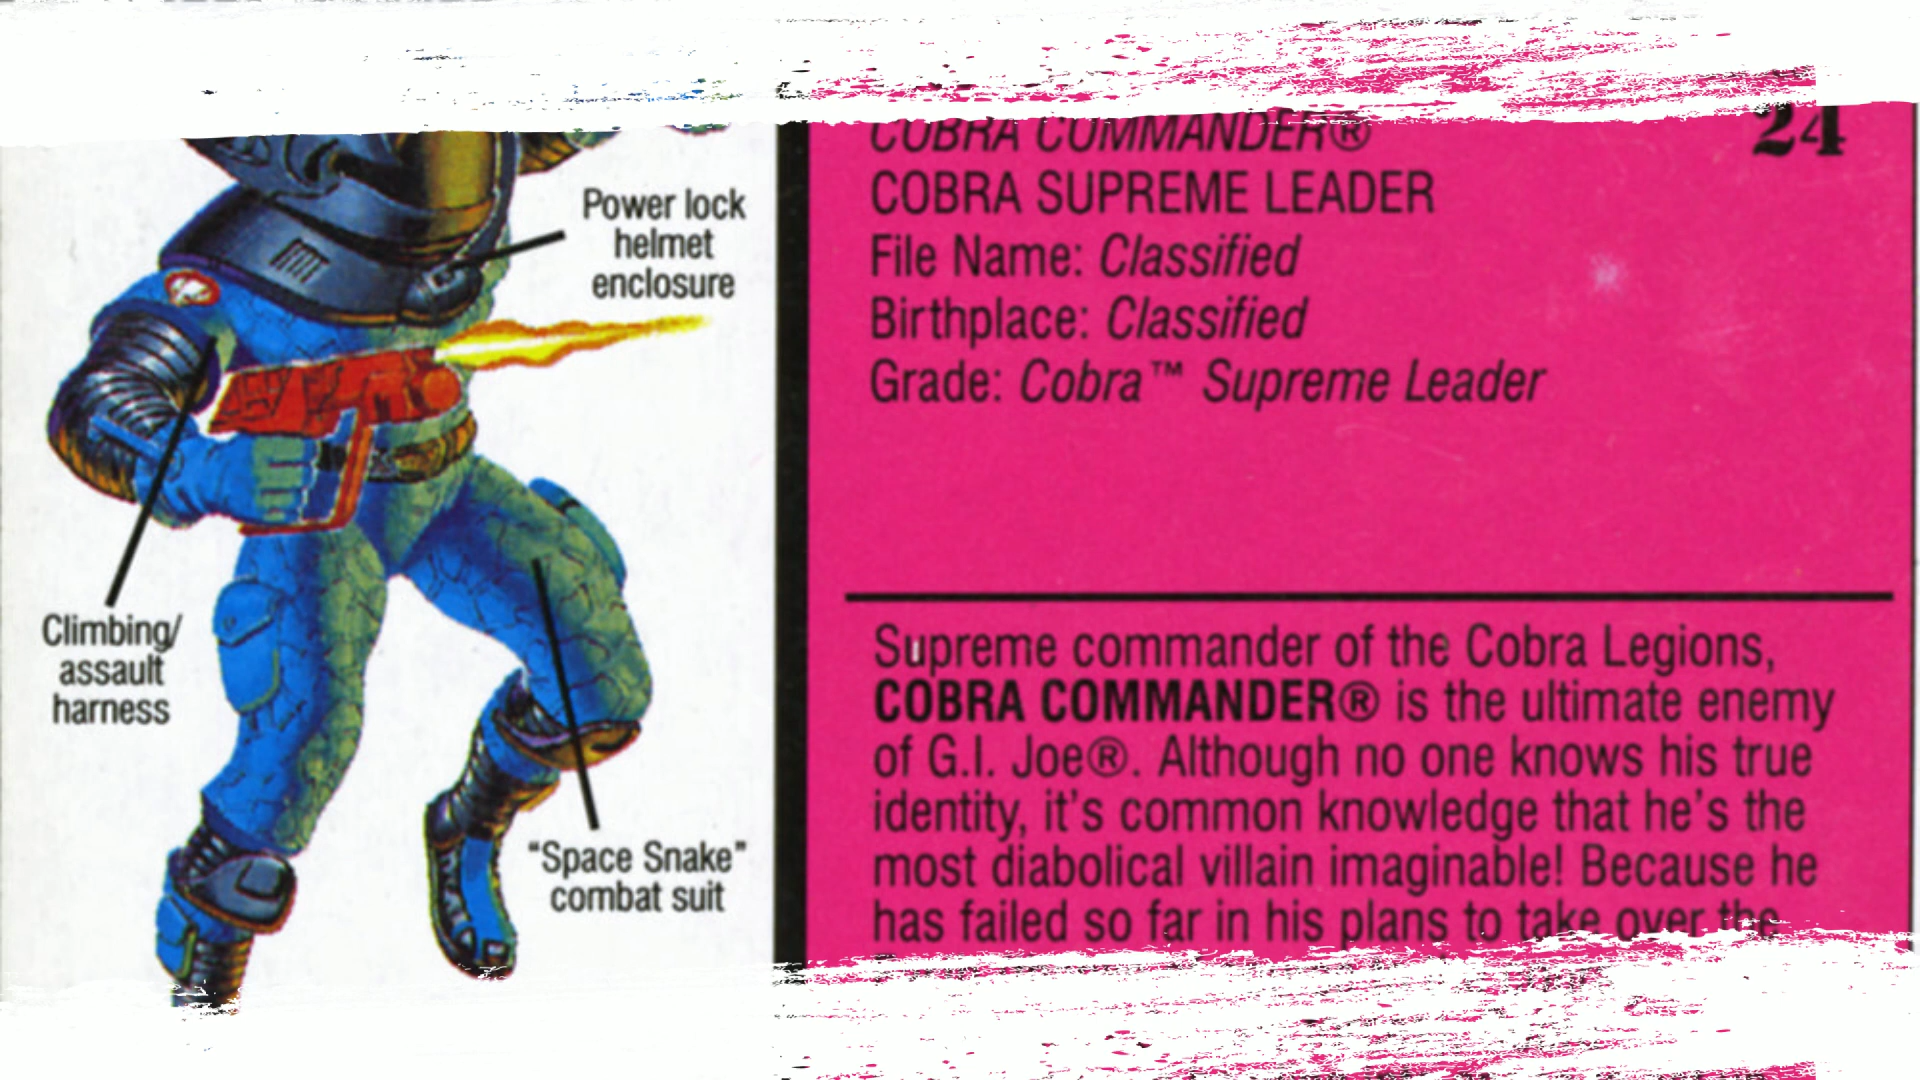 Power lock
helmet
enclosure
Climbing/
assault
harness
"Space Snake"
combat suit
24
COBRA COMMANDER®
COBRA SUPREME LEADER
File Name: Classified
Birthplace: Classified
Grade: Cobra™ Supreme Leader
Supreme commander of the Cobra Legions,
COBRA COMMANDER® is the ultimate enemy
of G.I. Joe®. Although no one knows his true
identity, it's common knowledge that he's the
most diabolical villain imaginable! Because he
has failed so far in his plans to take over the